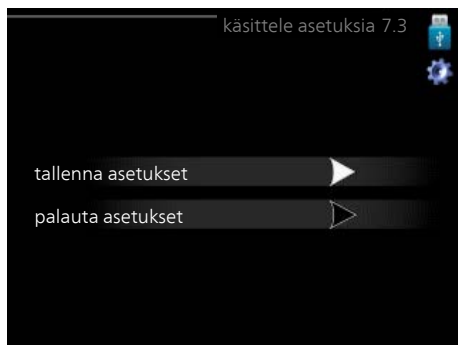 käsittele asetuksia 7.3
tallenna asetukset
palauta asetukset